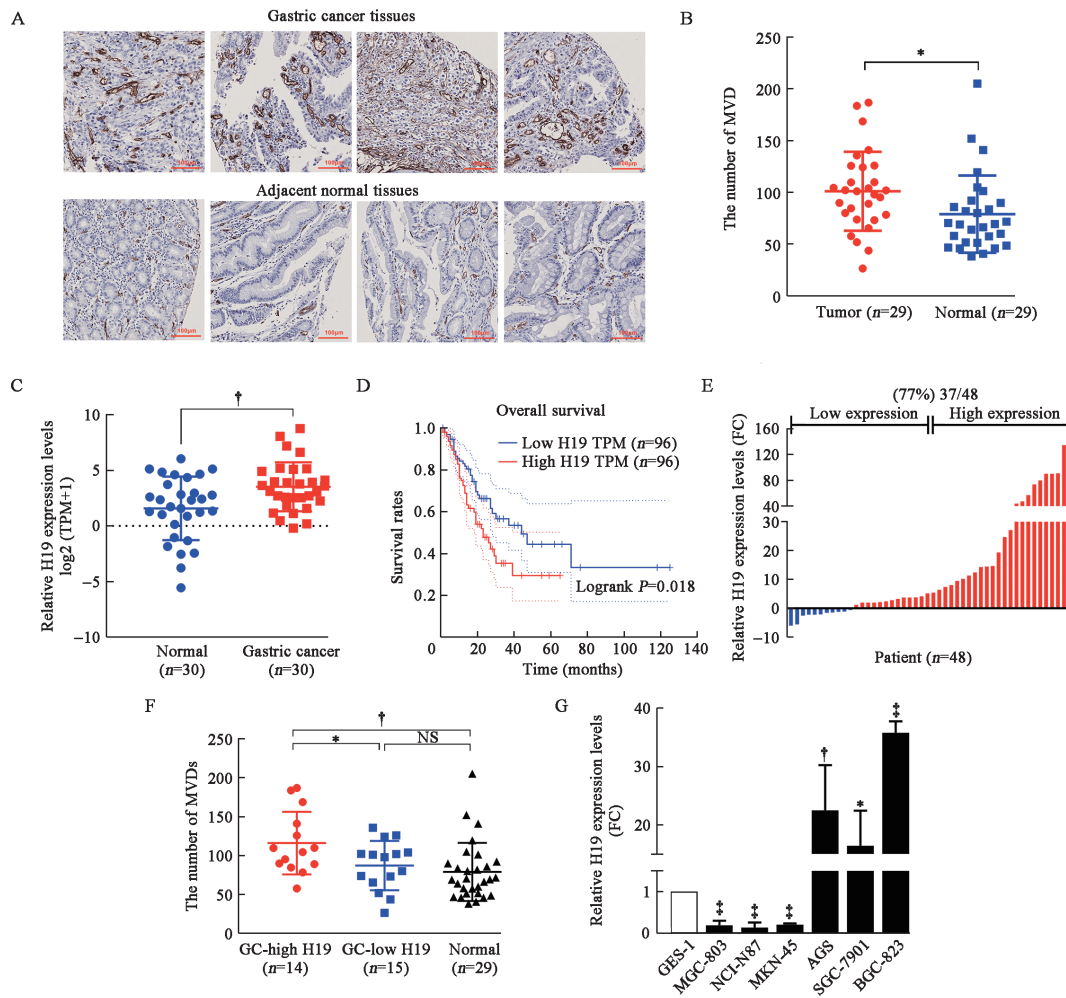 A
Gastric cancer tissues
100μm
100μm
100μm
100μm
Adjacent normal tissues
100μm
100μm
100μm
100μm
B
The number of MVD
250
200
150
100
50
0
*
Tumor (n=29)
Normal (n=29)
C
Relative H19 expression levels
log2 (TPM+1)
10
5
0
−5
−10
†
Normal
(n=30)
Gastric cancer
(n=30)
D
Overall survival
Low H19 TPM (n=96)
High H19 TPM (n=96)
Survival rates
1.0
0.8
0.6
0.4
0.2
Logrank P=0.018
0 20 40 60 80 100 120 140
Time (months)
E
(77%) 37/48
Low expression
High expression
Relative H19 expression levels (FC)
160
140
120
100
80
60
40
30
20
10
0
−10
Patient (n=48)
F
The number of MVDs
250
200
150
100
50
0
†
*
NS
GC-high H19
(n=14)
GC-low H19
(n=15)
Normal
(n=29)
G
Relative H19 expression levels
(FC)
40
30
20
1
0
‡
‡
‡
†
*
‡
GES-1
MGC-803
NCI-N87
MKN-45
AGS
SGC-7901
BGC-823